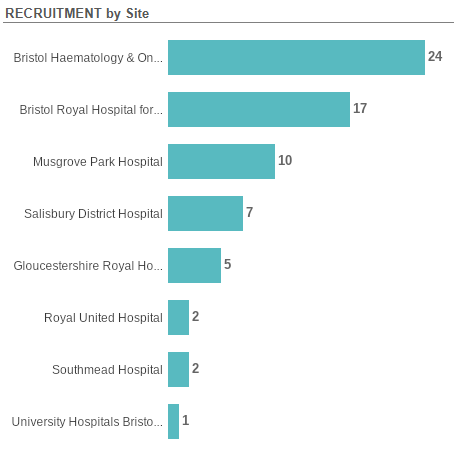 RECRUITMENT by Site
Bristol Haematology & On... 24
Bristol Royal Hospital for... 17
Musgrove Park Hospital 10
Salisbury District Hospital 7
Gloucestershire Royal Ho... 5
Royal United Hospital 2
Southmead Hospital 2
University Hospitals Bristo... 1